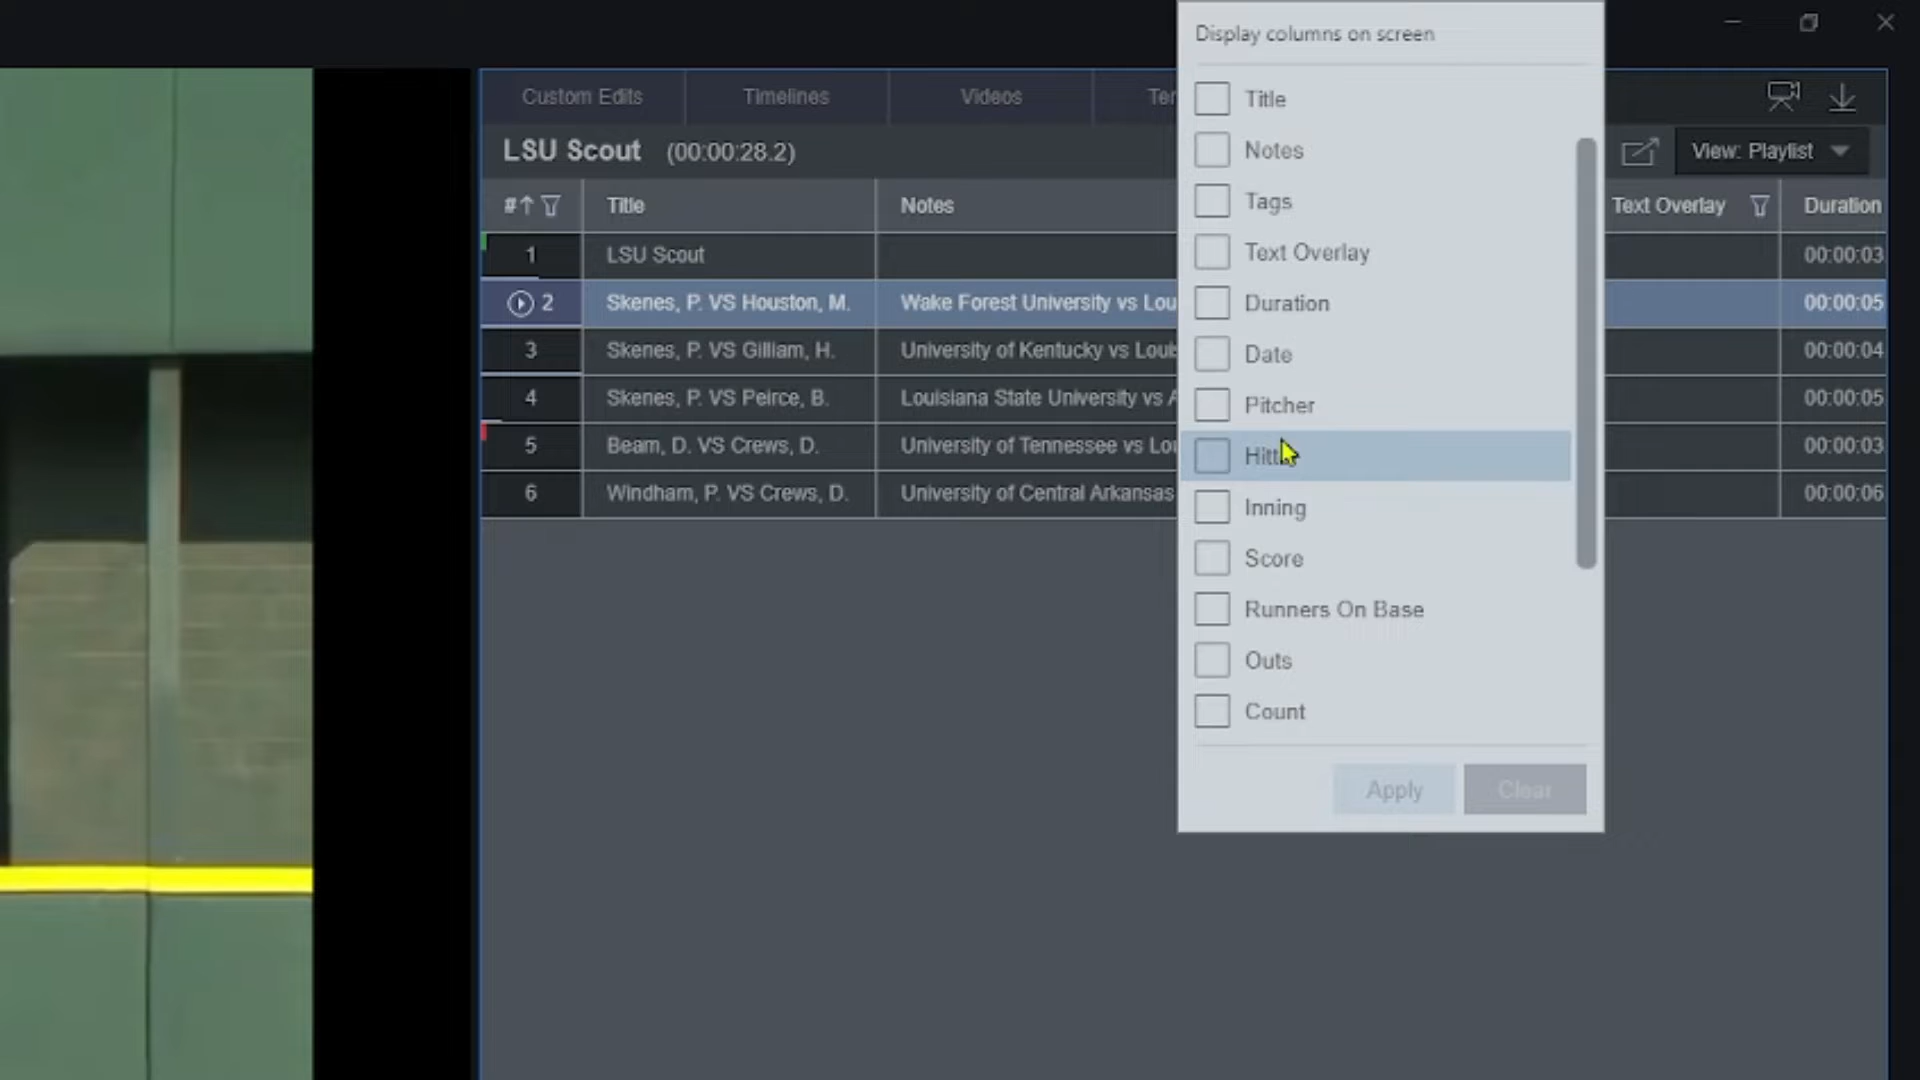 Display columns on screen
Title
Notes
Tags
Text Overlay
Duration
Date
Pitcher
Inning
Score
Runners On Base
Outs
Count
Apply Clear
Custom Edits Timelines Videos
LSU Scout (00:00:28.2) View: Playlist
# Title Notes Text Overlay Duration
1 LSU Scout 00:00:03
2 Skenes, P. VS Houston, M. Wake Forest University vs Lou 00:00:05
3 Skenes, P. VS Gilliam, H. University of Kentucky vs Louis 00:00:04
4 Skenes, P. VS Peirce, B. Louisiana State University vs A 00:00:05
5 Beam, D. VS Crews, D. University of Tennessee vs Lou 00:00:03
6 Windham, P. VS Crews, D. University of Central Arkansas 00:00:06